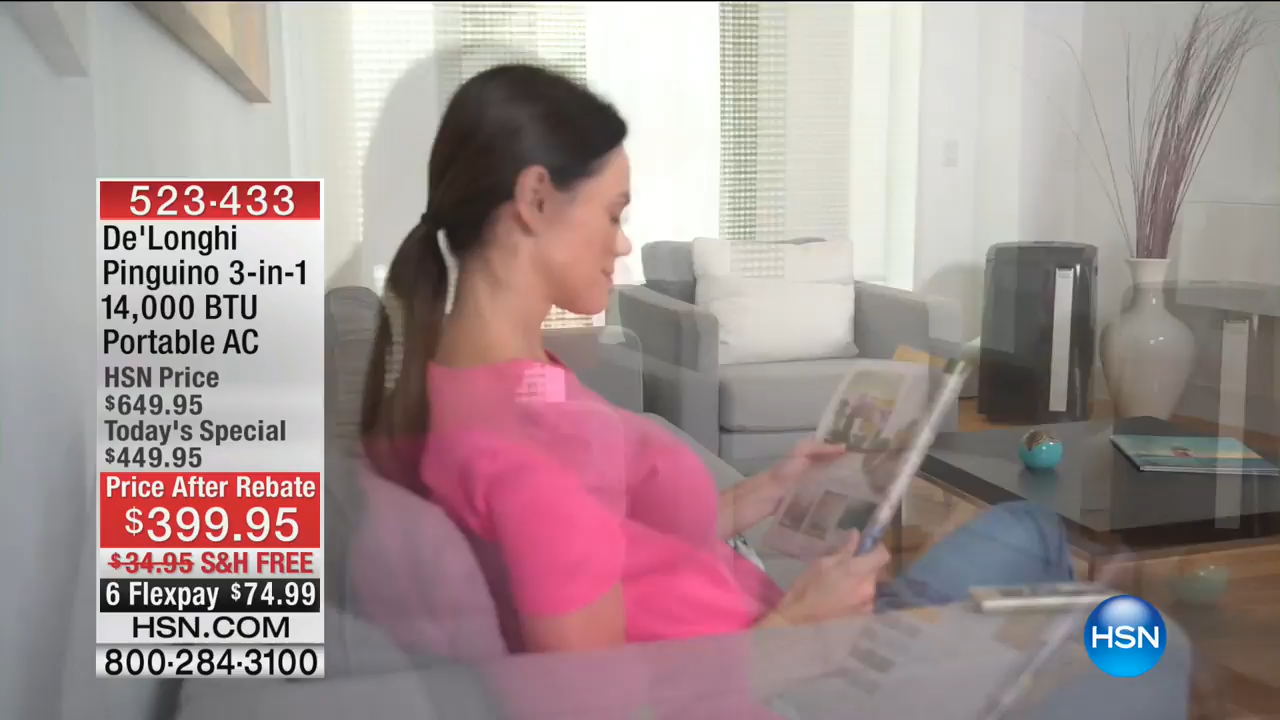 523-433
De'Longhi
Pinguino 3-in-1
14,000 BTU
Portable AC
HSN Price
$649.95
Today's Special
$449.95
Price After Rebate
$399.95
$34.95 S&H FREE
6 Flexpay $74.99
HSN.COM
800-284-3100
HSN